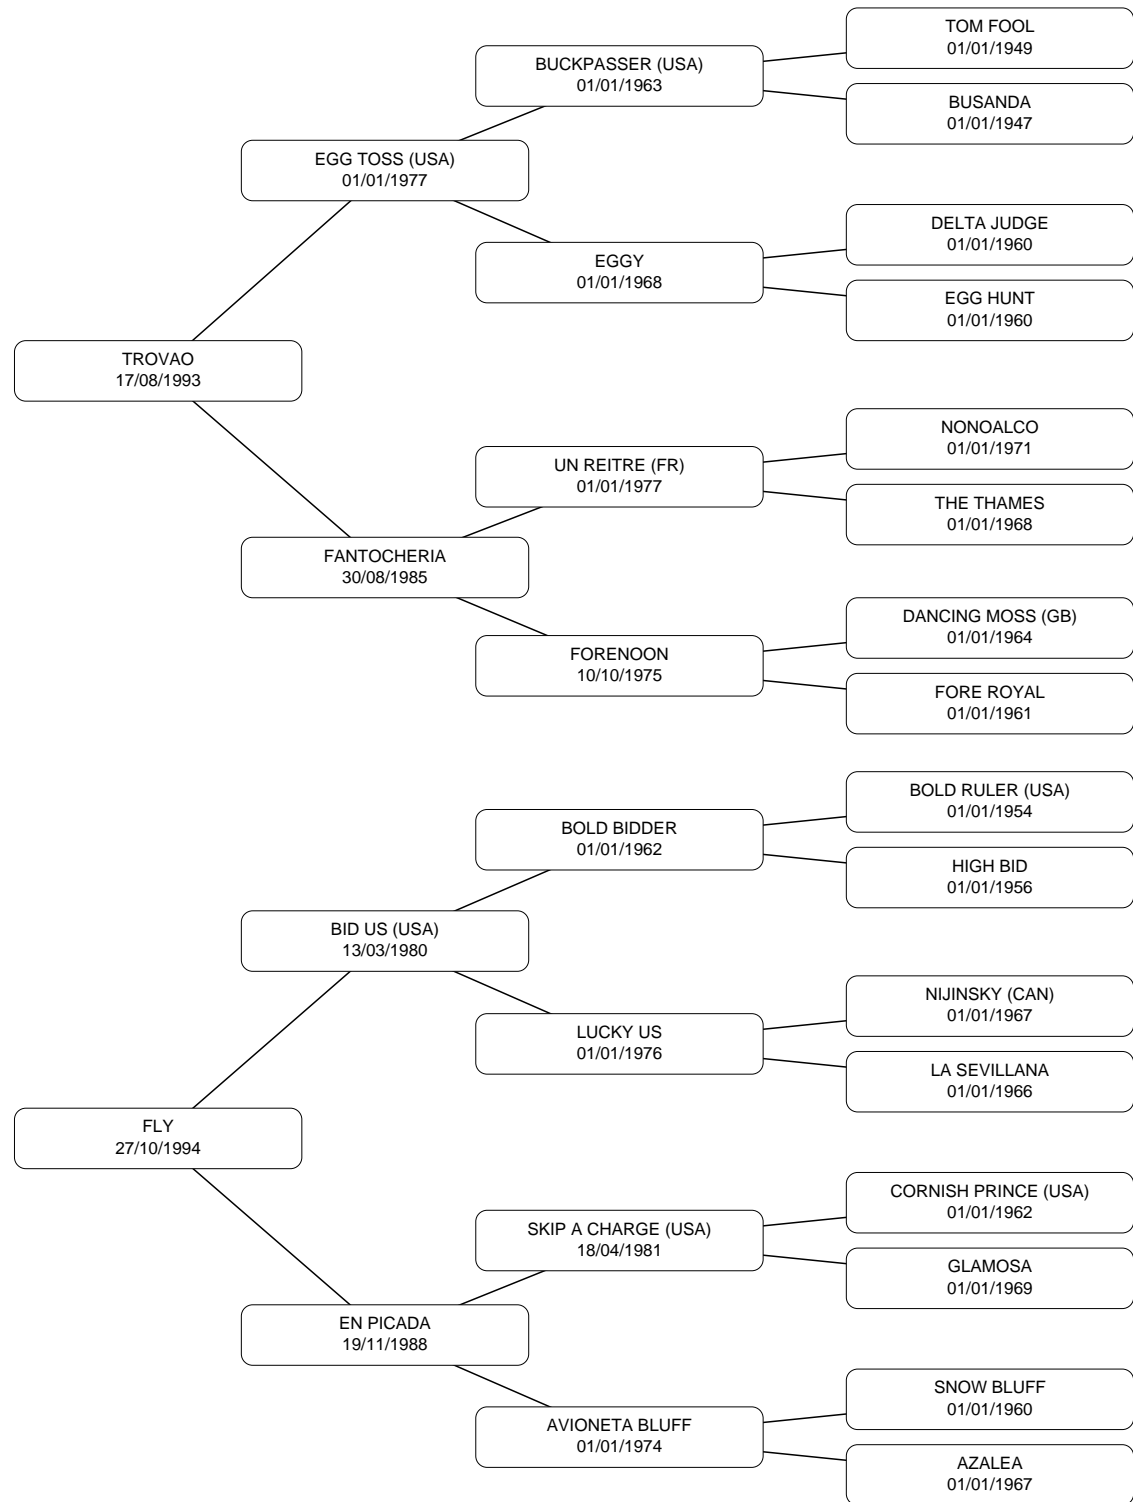 TOM FOOL
01/01/1949
BUCKPASSER (USA)
01/01/1963
BUSANDA
01/01/1947
EGG TOSS (USA)
01/01/1977
DELTA JUDGE
01/01/1960
EGGY
01/01/1968
EGG HUNT
01/01/1960
TROVAO
17/08/1993
NONOALCO
01/01/1971
UN REITRE (FR)
01/01/1977
THE THAMES
01/01/1968
FANTOCHERIA
30/08/1985
DANCING MOSS (GB)
01/01/1964
FORENOON
10/10/1975
FORE ROYAL
01/01/1961
BOLD RULER (USA)
01/01/1954
BOLD BIDDER
01/01/1962
HIGH BID
01/01/1956
BID US (USA)
13/03/1980
NIJINSKY (CAN)
01/01/1967
LUCKY US
01/01/1976
LA SEVILLANA
01/01/1966
FLY
27/10/1994
CORNISH PRINCE (USA)
01/01/1962
SKIP A CHARGE (USA)
18/04/1981
GLAMOSA
01/01/1969
EN PICADA
19/11/1988
SNOW BLUFF
01/01/1960
AVIONETA BLUFF
01/01/1974
AZALEA
01/01/1967